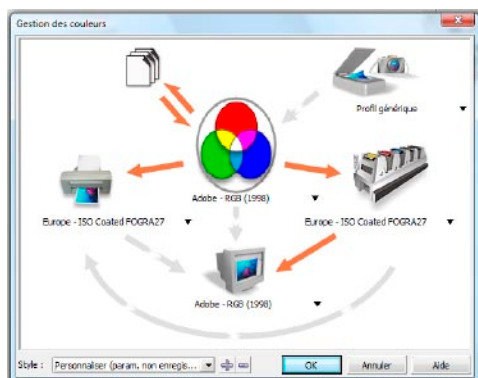 Gestion des couleurs
Profil générique
Adobe - RGB (1998)
Europe - ISO Coated FOGRA27
Europe - ISO Coated FOGRA27
Adobe - RGB (1998)
Style : Personnaliser (param. non enregis...
OK
Annuler
Aide